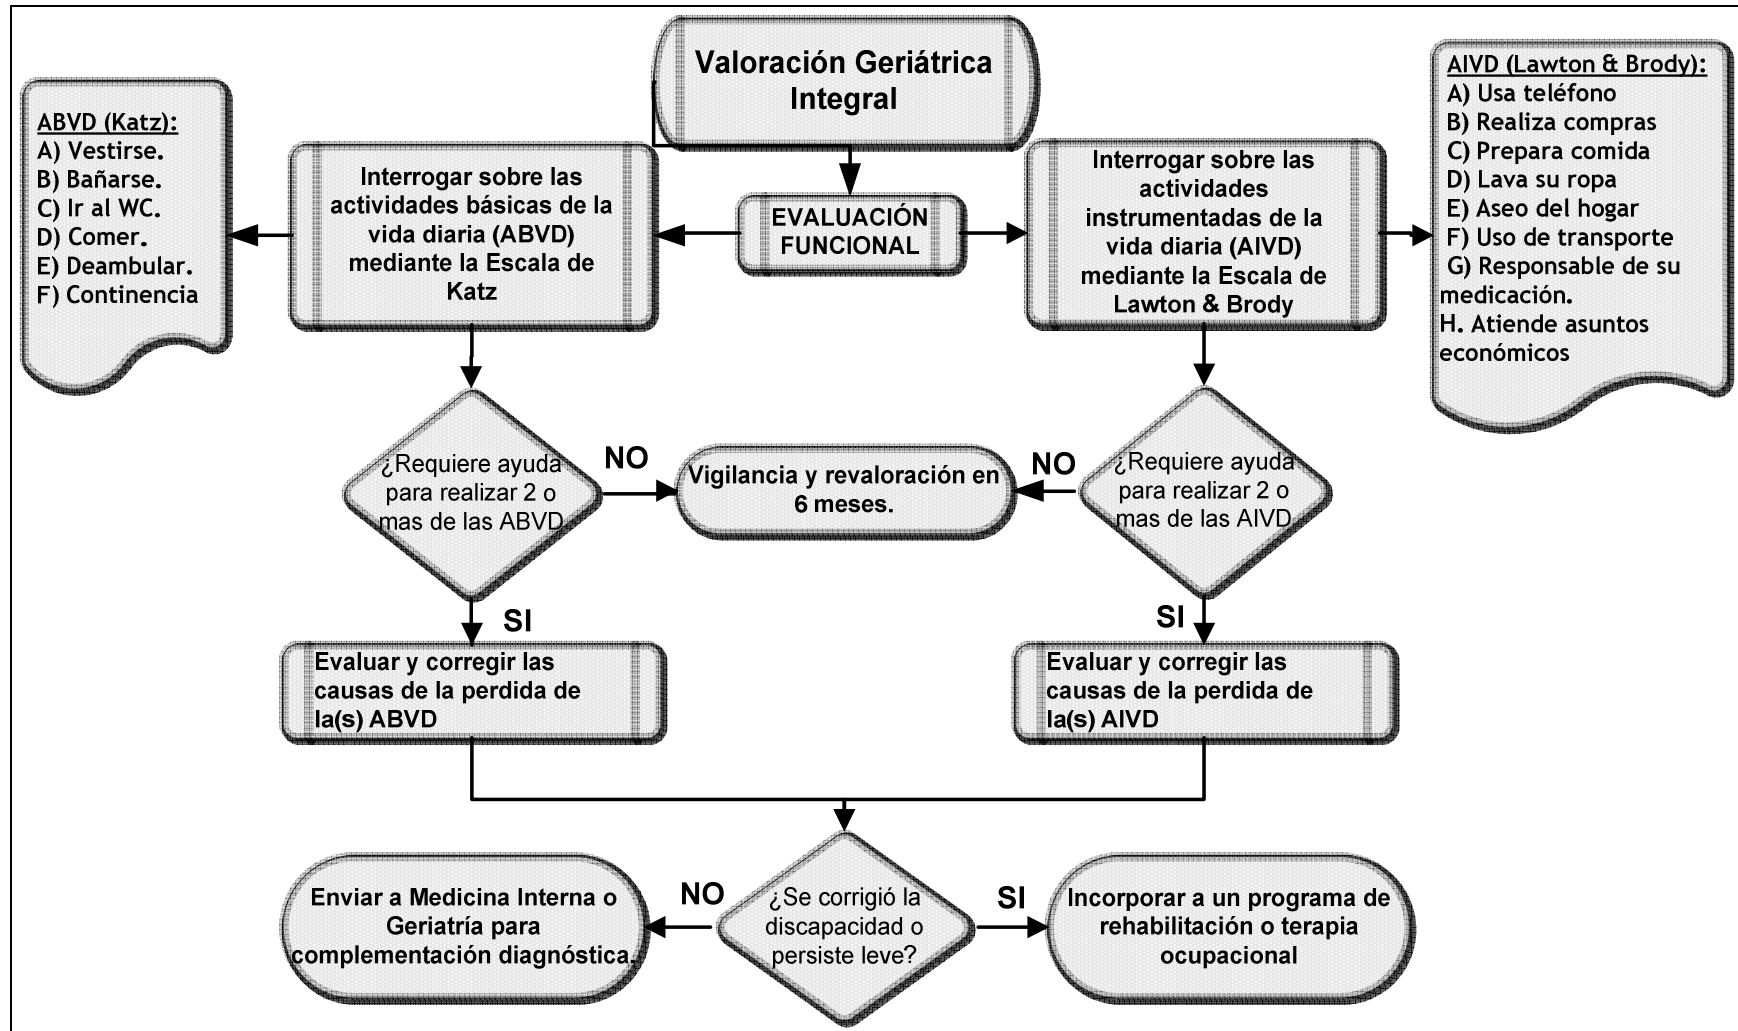 Valoración Geriátrica
Integral
ABVD (Katz):
A) Vestirse.
B) Bañarse.
C) Ir al WC.
D) Comer.
E) Deambular.
F) Continencia
Interrogar sobre las
actividades básicas de la
vida diaria (ABVD)
mediante la Escala de
Katz
EVALUACIÓN
FUNCIONAL
Interrogar sobre las
actividades
instrumentadas de la
vida diaria (AIVD)
mediante la Escala de
Lawton & Brody
AIVD (Lawton & Brody):
A) Usa teléfono
B) Realiza compras
C) Prepara comida
D) Lava su ropa
E) Aseo del hogar
F) Uso de transporte
G) Responsable de su
medicación.
H. Atiende asuntos
económicos
¿Requiere ayuda
para realizar 2 o
mas de las ABVD
NO
Vigilancia y revaloración en
6 meses.
NO
¿Requiere ayuda
para realizar 2 o
mas de las AIVD
SI
SI
Evaluar y corregir las
causas de la perdida de
la(s) ABVD
Evaluar y corregir las
causas de la perdida de
la(s) AIVD
Enviar a Medicina Interna o
Geriatría para
complementación diagnóstica.
NO
¿Se corrigió la
discapacidad o
persiste leve?
SI
Incorporar a un programa de
rehabilitación o terapia
ocupacional